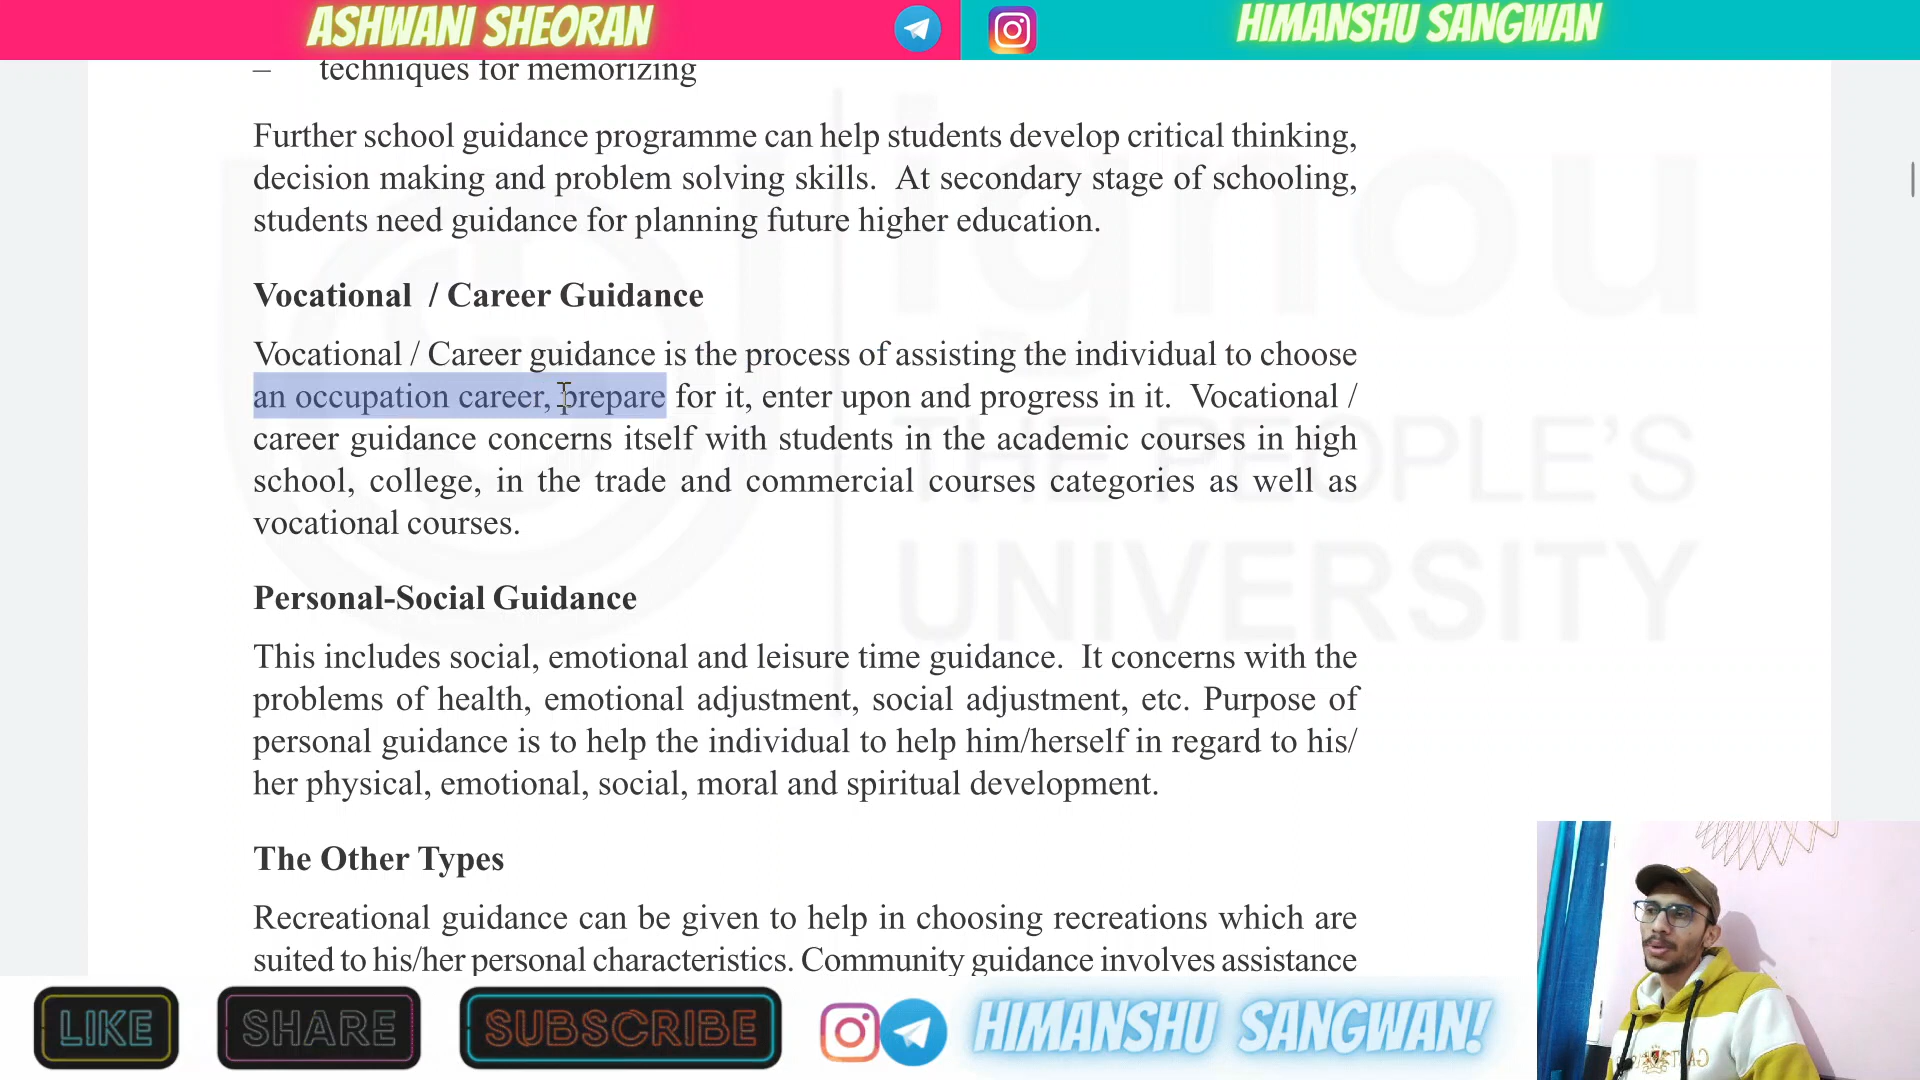 ASHWANI SHEORAN
HIMANSHU SANGWAN
– techniques for memorizing
Further school guidance programme can help students develop critical thinking,
decision making and problem solving skills. At secondary stage of schooling,
students need guidance for planning future higher education.
Vocational / Career Guidance
Vocational / Career guidance is the process of assisting the individual to choose
an occupation career, prepare for it, enter upon and progress in it. Vocational /
career guidance concerns itself with students in the academic courses in high
school, college, in the trade and commercial courses categories as well as
vocational courses.
Personal-Social Guidance
This includes social, emotional and leisure time guidance. It concerns with the
problems of health, emotional adjustment, social adjustment, etc. Purpose of
personal guidance is to help the individual to help him/herself in regard to his/
her physical, emotional, social, moral and spiritual development.
The Other Types
Recreational guidance can be given to help in choosing recreations which are
suited to his/her personal characteristics. Community guidance involves assistance
ignou
THE PEOPLE'S
UNIVERSITY
LIKE
SHARE
SUBSCRIBE
HIMANSHU SANGWAN!